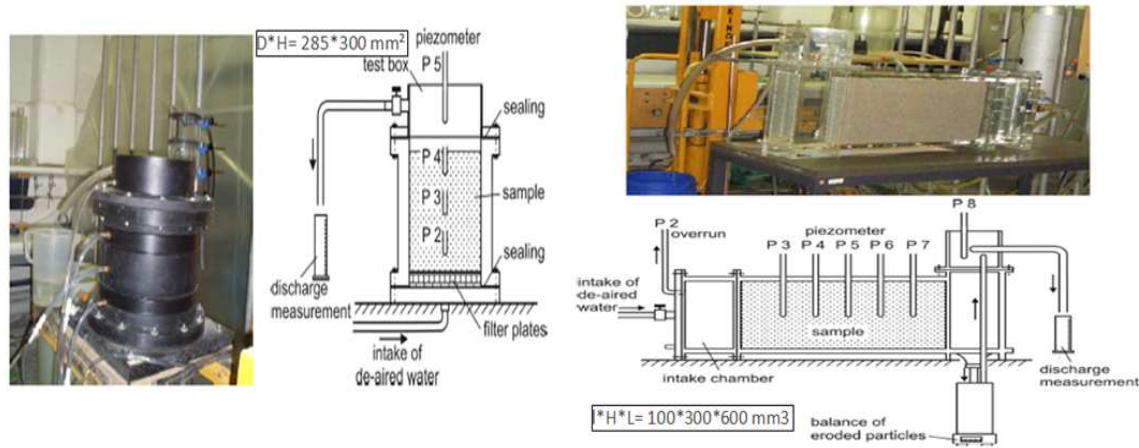 D*H= 285*300 mm²
piezometer
P 5
test box
sealing
P 4
sample
P 3
P 2
sealing
discharge
measurement
filter plates
intake of
de-aired water
P 8
P 2
overrun
piezometer
P 3 P 4 P 5 P 6 P 7
intake of
de-aired
water
sample
intake chamber
discharge
measurement
l*H*L= 100*300*600 mm3
balance of
eroded particles